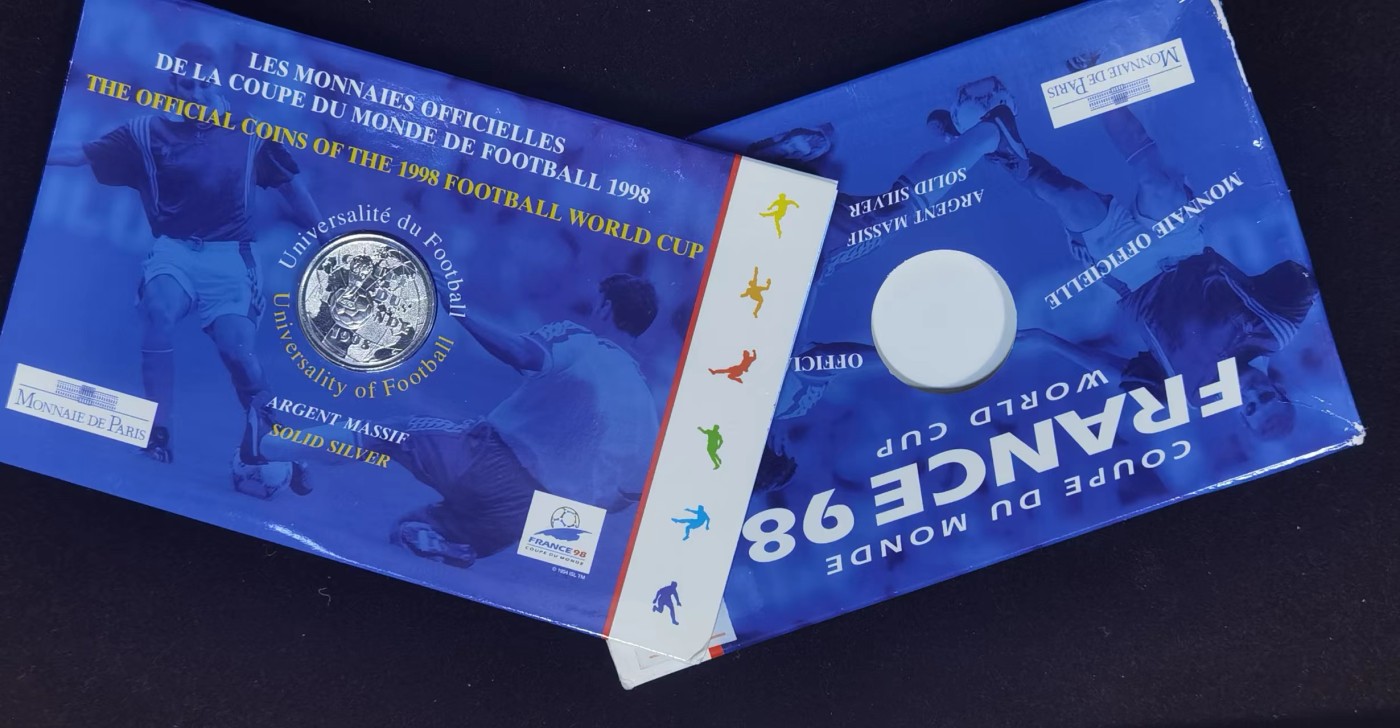 LES MONNAIES OFFICIELLES
DE LA COUPE DU MONDE DE FOOTBALL 1998
THE OFFICIAL COINS OF THE 1998 FOOTBALL WORLD CUP
Universalité du Football
1998
Universality of Football
ARGENT MASSIF
SOLID SILVER
MONNAIE DE PARIS
FRANCE 98
COUPE DU MONDE
COUPE DU MONDE
FRANCE 98
WORLD CUP
MONNAIE OFFICIELLE
ARGENT MASSIF
SOLID SILVER
MONNAIE DE PARIS